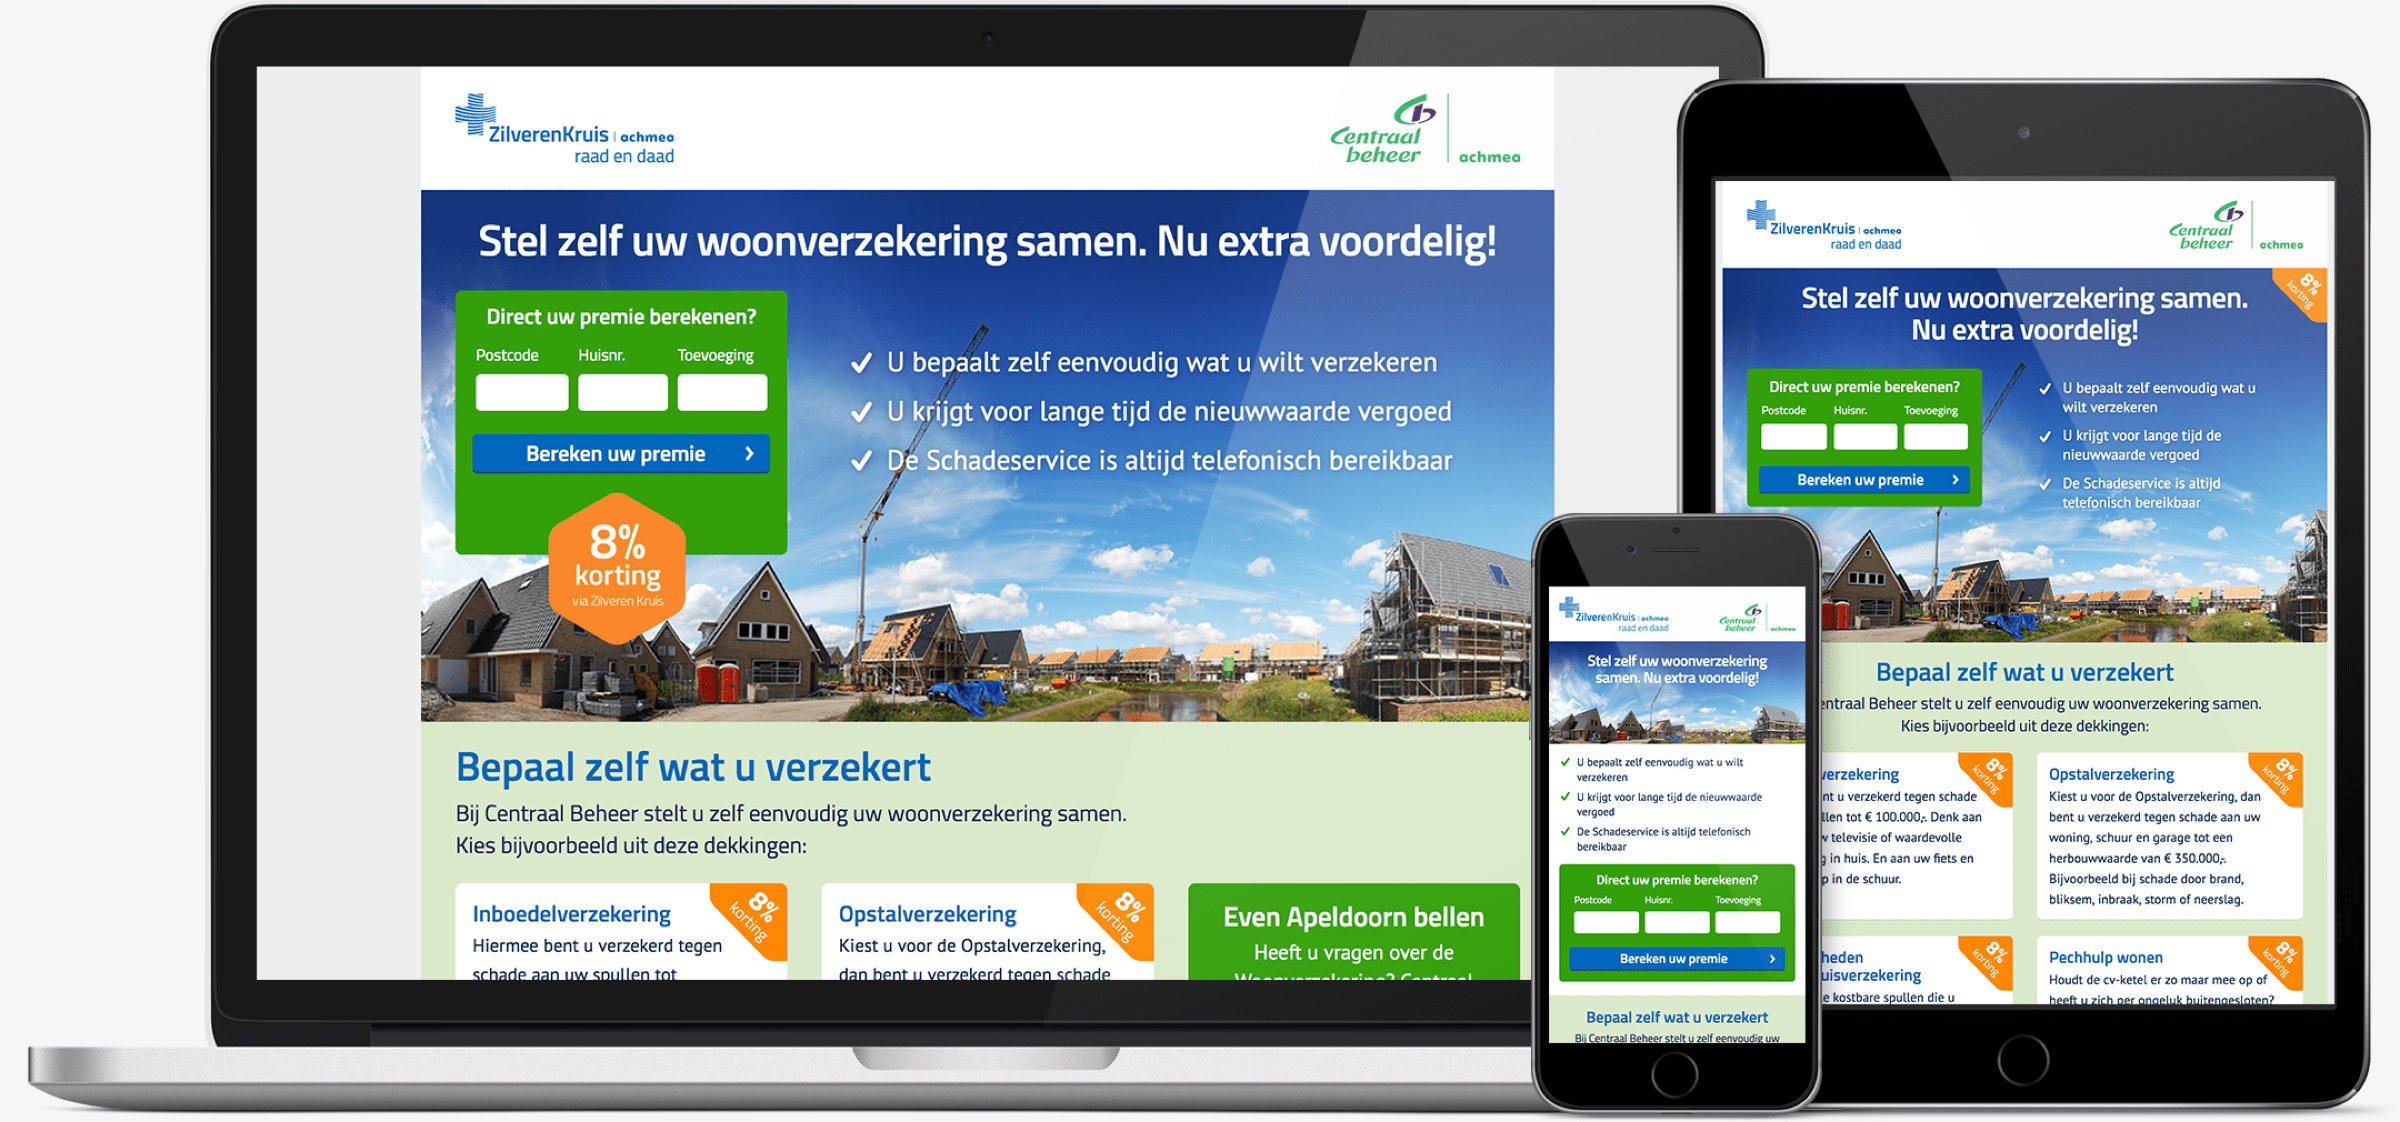 ZilverenKruis | achmea
raad en daad
Centraal
beheer
achmea
Stel zelf uw woonverzekering samen. Nu extra voordelig!
Direct uw premie berekenen?
Postcode Huisnr. Toevoeging
Bereken uw premie
8%
korting
via Zilveren Kruis
U bepaalt zelf eenvoudig wat u wilt verzekeren
U krijgt voor lange tijd de nieuwwaarde vergoed
De Schadeservice is altijd telefonisch bereikbaar
Bepaal zelf wat u verzekert
Bij Centraal Beheer stelt u zelf eenvoudig uw woonverzekering samen.
Kies bijvoorbeeld uit deze dekkingen:
Inboedelverzekering
8%
korting
Hiermee bent u verzekerd tegen
schade aan uw spullen tot
Opstalverzekering
8%
korting
Kiest u voor de Opstalverzekering,
dan bent u verzekerd tegen schade
Even Apeldoorn bellen
Heeft u vragen over de
Woonverzekering? Centraal
ZilverenKruis | achmea
raad en daad
Centraal
beheer
achmea
Stel zelf uw woonverzekering
samen. Nu extra voordelig!
U bepaalt zelf eenvoudig wat u wilt
verzekeren
U krijgt voor lange tijd de nieuwwaarde
vergoed
De Schadeservice is altijd telefonisch
bereikbaar
Direct uw premie berekenen?
Postcode Huisnr. Toevoeging
Bereken uw premie
Bepaal zelf wat u verzekert
Bij Centraal Beheer stelt u zelf eenvoudig uw
ZilverenKruis | achmea
raad en daad
Centraal
beheer
achmea
8%
korting
Stel zelf uw woonverzekering samen.
Nu extra voordelig!
Direct uw premie berekenen?
Postcode Huisnr. Toevoeging
Bereken uw premie
U bepaalt zelf eenvoudig wat u
wilt verzekeren
U krijgt voor lange tijd de
nieuwwaarde vergoed
De Schadeservice is altijd
telefonisch bereikbaar
Bepaal zelf wat u verzekert
entraal Beheer stelt u zelf eenvoudig uw woonverzekering samen.
Kies bijvoorbeeld uit deze dekkingen:
verzekering
8%
korting
nt u verzekerd tegen schade
llen tot € 100.000,-. Denk aan
w televisie of waardevolle
g in huis. En aan uw fiets en
p in de schuur.
Opstalverzekering
8%
korting
Kiest u voor de Opstalverzekering, dan
bent u verzekerd tegen schade aan uw
woning, schuur en garage tot een
herbouwwaarde van € 350.000,-.
Bijvoorbeeld bij schade door brand,
bliksem, inbraak, storm of neerslag.
heden
uisverzekering
8%
korting
e kostbare spullen die u
Pechhulp wonen
8%
korting
Houdt de cv-ketel er zo maar mee op of
heeft u zich per ongeluk buitengesloten?